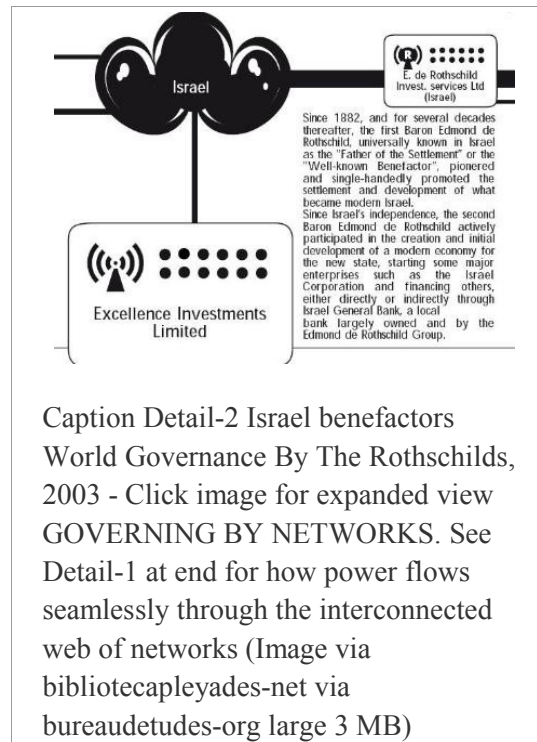 Israel
R
E. de Rothschild
Invest. services Ltd
(Israel)
Since 1882, and for several decades
thereafter, the first Baron Edmond de
Rothschild, universally known in Israel
as the "Father of the Settlement" or the
"Well-known Benefactor", pionered
and single-handedly promoted the
settlement and development of what
became modern Israel.
Since Israel's independence, the second
Baron Edmond de Rothschild actively
participated in the creation and initial
development of a modern economy for
the new state, starting some major
enterprises such as the Israel
Corporation and financing others,
either directly or indirectly through
Israel General Bank, a local
bank largely owned and by the
Edmond de Rothschild Group.
Excellence Investments
Limited
Caption Detail-2 Israel benefactors
World Governance By The Rothschilds,
2003 - Click image for expanded view
GOVERNING BY NETWORKS. See
Detail-1 at end for how power flows
seamlessly through the interconnected
web of networks (Image via
bibliotecapleyades-net via
bureaudetudes-org large 3 MB)